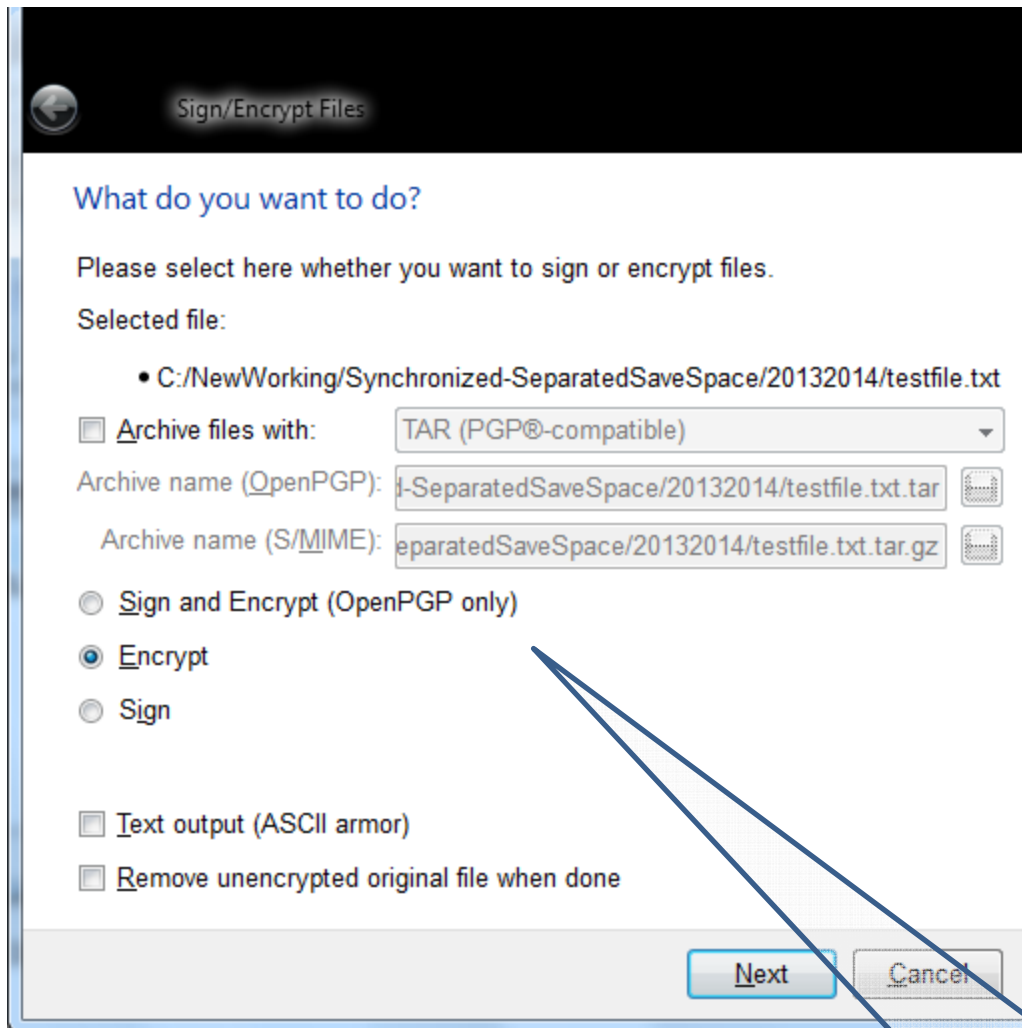 Sign/Encrypt Files
What do you want to do?
Please select here whether you want to sign or encrypt files.
Selected file:
• C:/NewWorking/Synchronized-SeparatedSaveSpace/20132014/testfile.txt
Archive files with: TAR (PGP®-compatible)
Archive name (OpenPGP): d-SeparatedSaveSpace/20132014/testfile.txt.tar
Archive name (S/MIME): eparatedSaveSpace/20132014/testfile.txt.tar.gz
Sign and Encrypt (OpenPGP only)
Encrypt
Sign
Text output (ASCII armor)
Remove unencrypted original file when done
Next Cancel